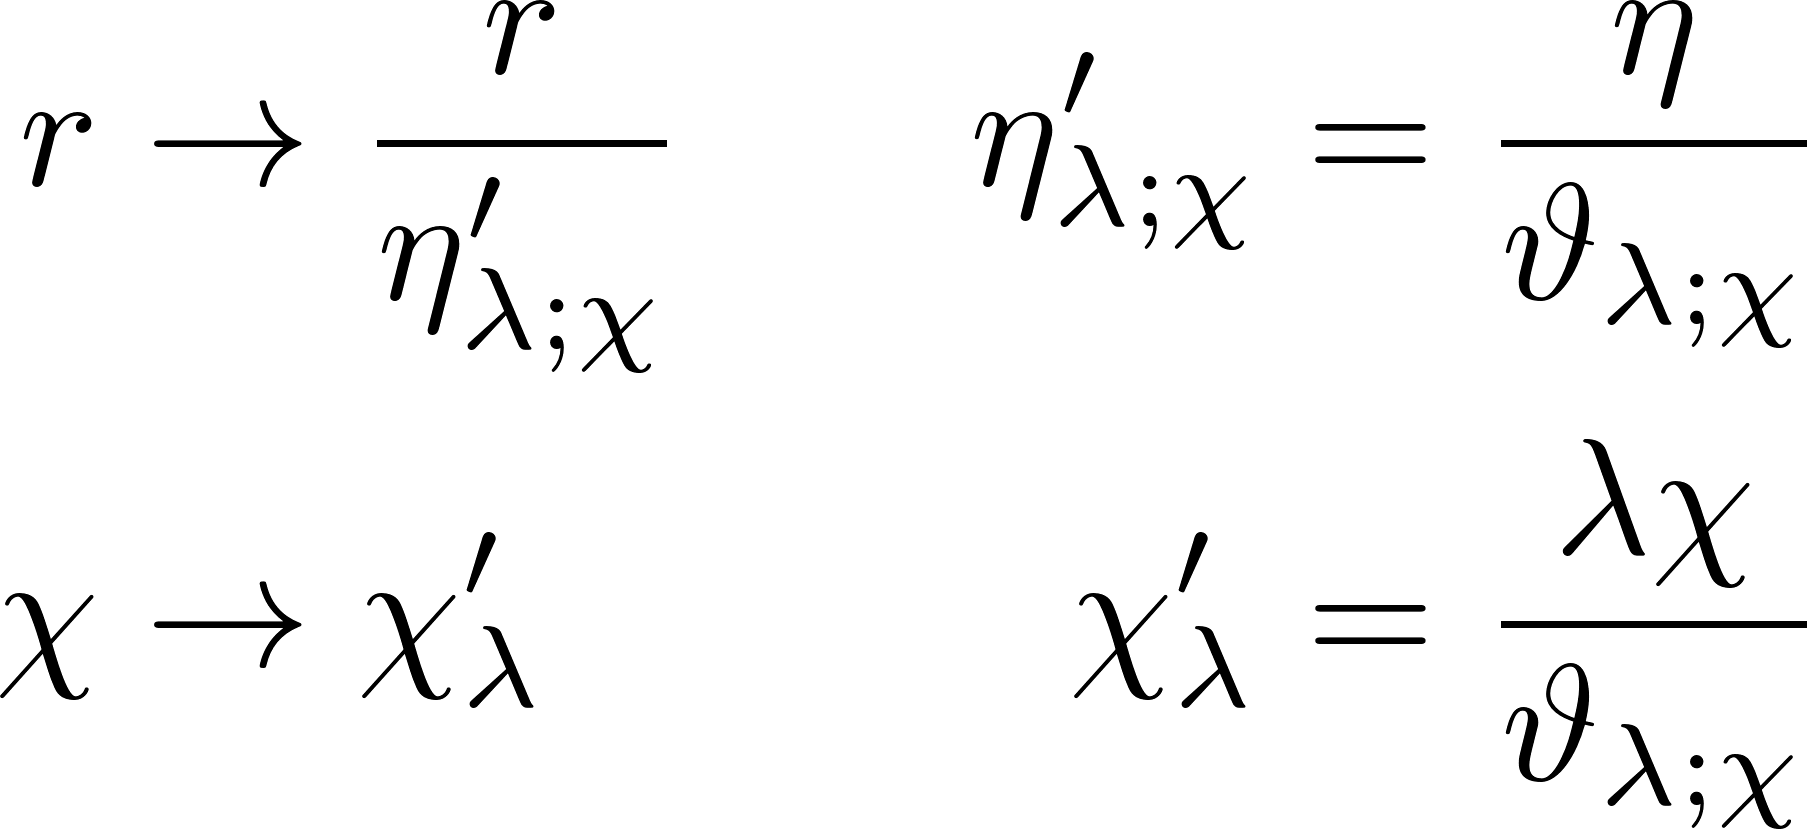 r → r / η′_{λ;χ}    η′_{λ;χ} = η / ϑ_{λ;χ}
χ → χ′_λ    χ′_λ = λχ / ϑ_{λ;χ}